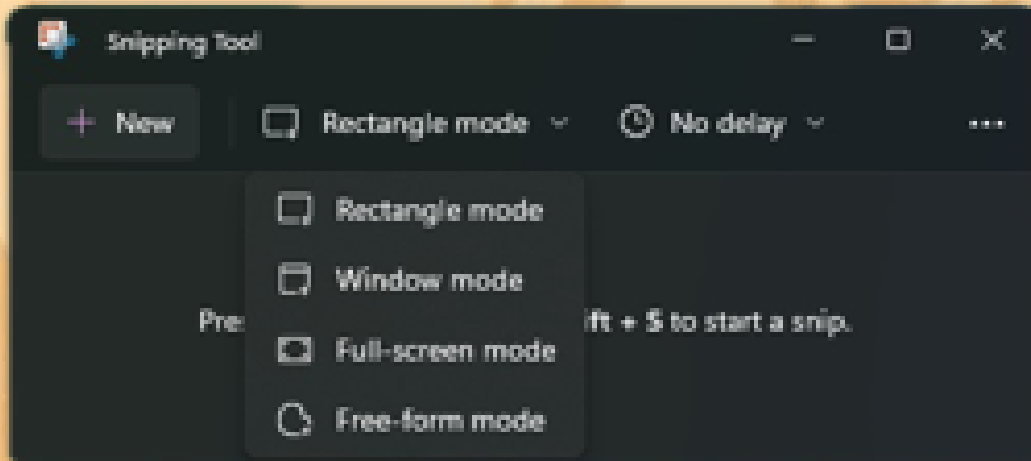 Snipping Tool
New
Rectangle mode
No delay
Rectangle mode
Window mode
Pre
ft + S to start a snip.
Full-screen mode
Free-form mode